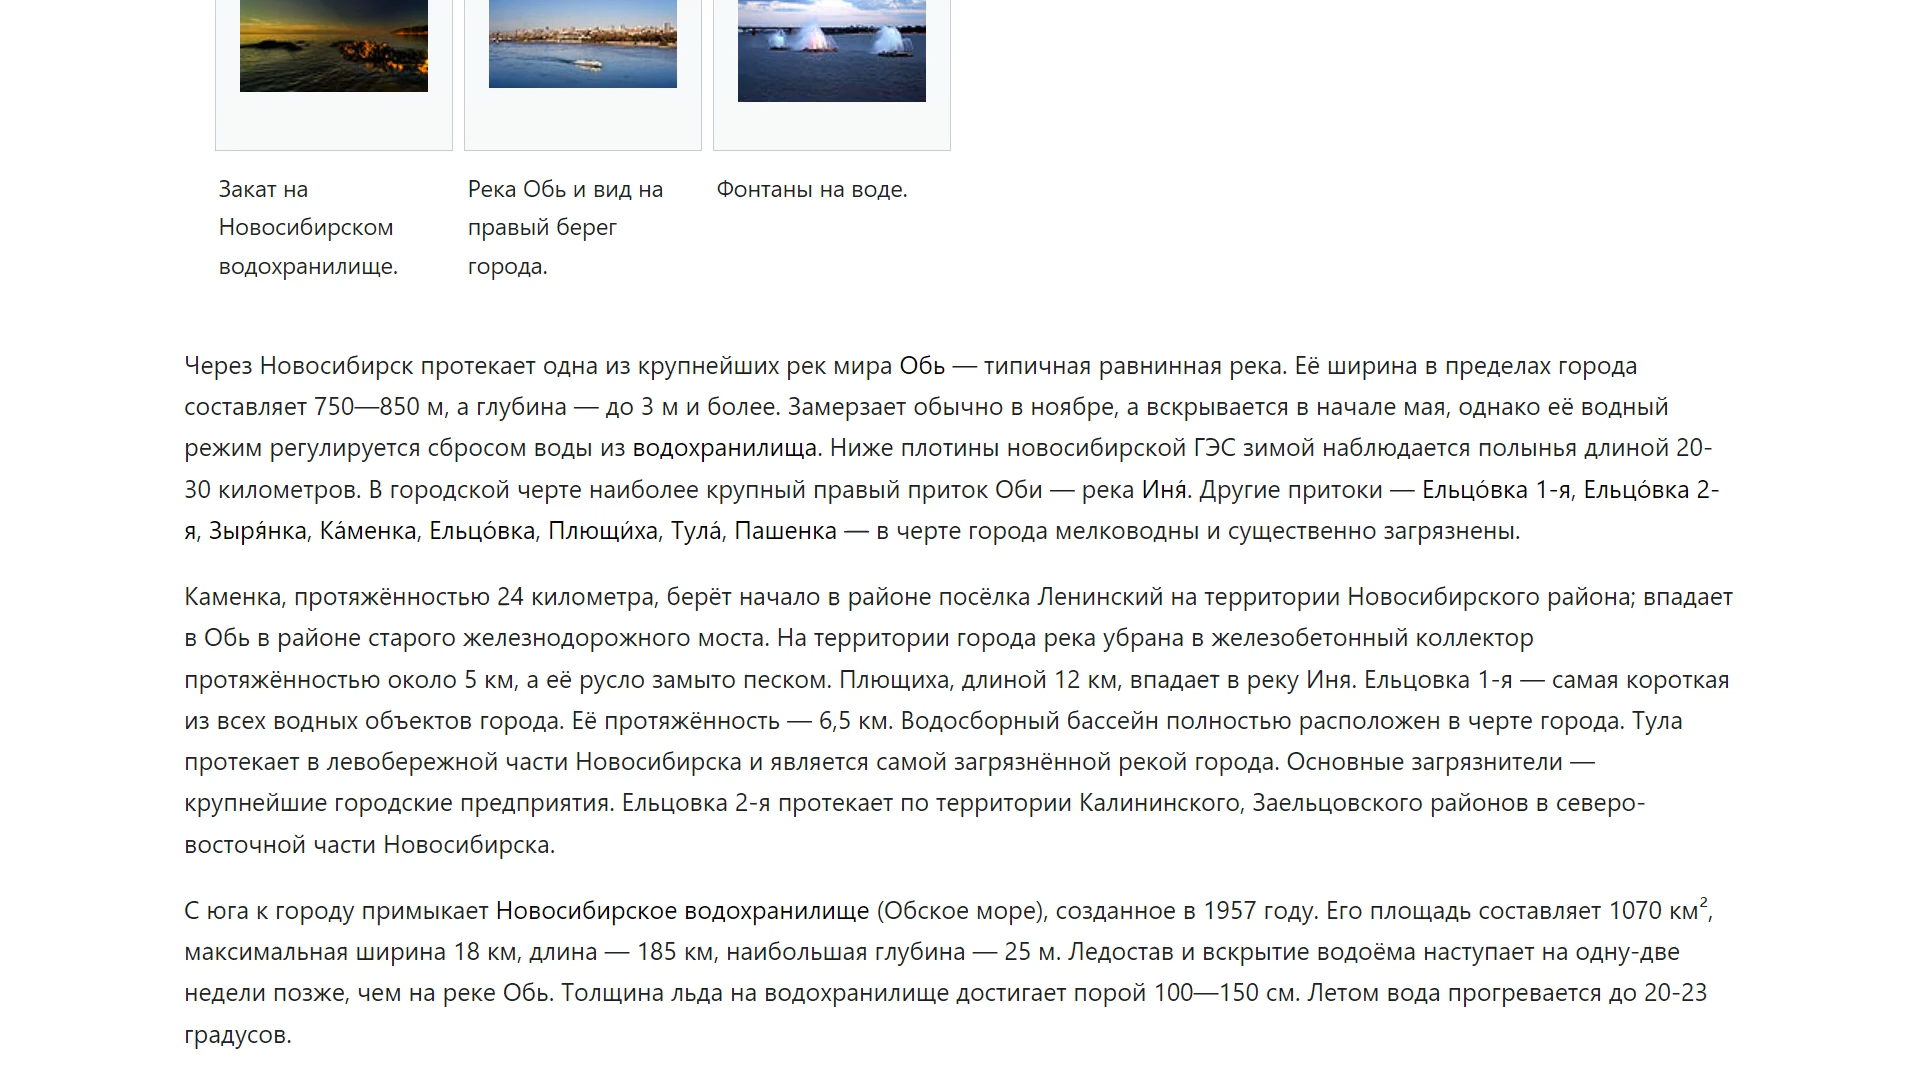 Закат на
Новосибирском
водохранилище.
Река Обь и вид на
правый берег
города.
Фонтаны на воде.
Через Новосибирск протекает одна из крупнейших рек мира Обь — типичная равнинная река. Её ширина в пределах города
составляет 750—850 м, а глубина — до 3 м и более. Замерзает обычно в ноябре, а вскрывается в начале мая, однако её водный
режим регулируется сбросом воды из водохранилища. Ниже плотины новосибирской ГЭС зимой наблюдается полынья длиной 20-
30 километров. В городской черте наиболее крупный правый приток Оби — река Иня́. Другие притоки — Ельцо́вка 1-я, Ельцо́вка 2-
я, Зыря́нка, Ка́менка, Ельцо́вка, Плющи́ха, Тула́, Пашенка — в черте города мелководны и существенно загрязнены.
Каменка, протяжённостью 24 километра, берёт начало в районе посёлка Ленинский на территории Новосибирского района; впадает
в Обь в районе старого железнодорожного моста. На территории города река убрана в железобетонный коллектор
протяжённостью около 5 км, а её русло замыто песком. Плющиха, длиной 12 км, впадает в реку Иня. Ельцовка 1-я — самая короткая
из всех водных объектов города. Её протяжённость — 6,5 км. Водосборный бассейн полностью расположен в черте города. Тула
протекает в левобережной части Новосибирска и является самой загрязнённой рекой города. Основные загрязнители —
крупнейшие городские предприятия. Ельцовка 2-я протекает по территории Калининского, Заельцовского районов в северо-
восточной части Новосибирска.
С юга к городу примыкает Новосибирское водохранилище (Обское море), созданное в 1957 году. Его площадь составляет 1070 км²,
максимальная ширина 18 км, длина — 185 км, наибольшая глубина — 25 м. Ледостав и вскрытие водоёма наступает на одну-две
недели позже, чем на реке Обь. Толщина льда на водохранилище достигает порой 100—150 см. Летом вода прогревается до 20-23
градусов.